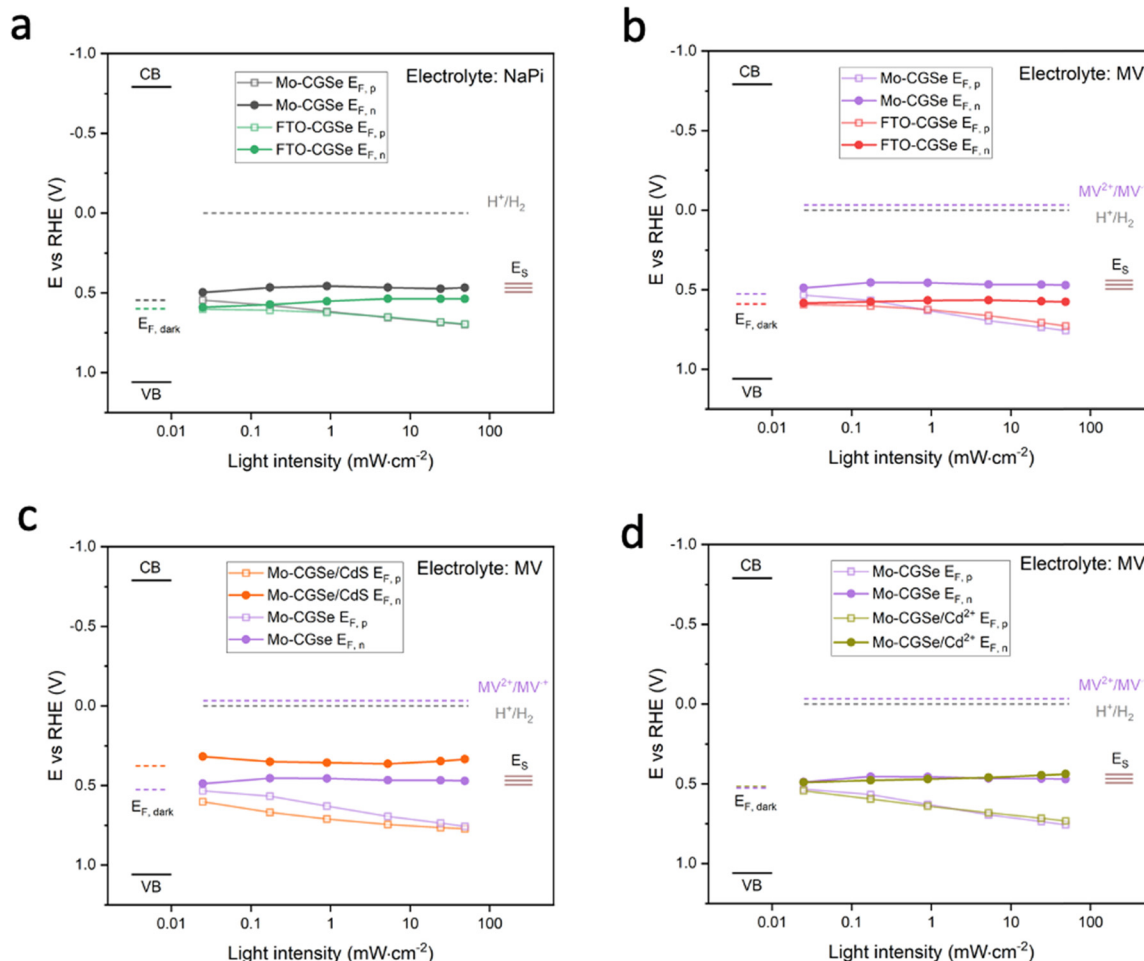 a
Electrolyte: NaPi
Mo-CGSe E_F, p
Mo-CGSe E_F, n
FTO-CGSe E_F, p
FTO-CGSe E_F, n
CB
H⁺/H₂
E_S
E_F, dark
VB
-1.0
-0.5
0.0
0.5
1.0
E vs RHE (V)
0.01 0.1 1 10 100
Light intensity (mW·cm⁻²)
b
Electrolyte: MV
Mo-CGSe E_F, p
Mo-CGSe E_F, n
FTO-CGSe E_F, p
FTO-CGSe E_F, n
CB
MV²⁺/MV
H⁺/H₂
E_S
E_F, dark
VB
-1.0
-0.5
0.0
0.5
1.0
E vs RHE (V)
0.01 0.1 1 10 100
Light intensity (mW·cm⁻²)
c
Electrolyte: MV
Mo-CGSe/CdS E_F, p
Mo-CGSe/CdS E_F, n
Mo-CGSe E_F, p
Mo-CGse E_F, n
CB
MV²⁺/MV·⁺
H⁺/H₂
E_S
E_F, dark
VB
-1.0
-0.5
0.0
0.5
1.0
E vs RHE (V)
0.01 0.1 1 10 100
Light intensity (mW·cm⁻²)
d
Electrolyte: MV
Mo-CGSe E_F, p
Mo-CGSe E_F, n
Mo-CGSe/Cd²⁺ E_F, p
Mo-CGSe/Cd²⁺ E_F, n
CB
MV²⁺/MV
H⁺/H₂
E_S
E_F, dark
VB
-1.0
-0.5
0.0
0.5
1.0
E vs RHE (V)
0.01 0.1 1 10 100
Light intensity (mW·cm⁻²)